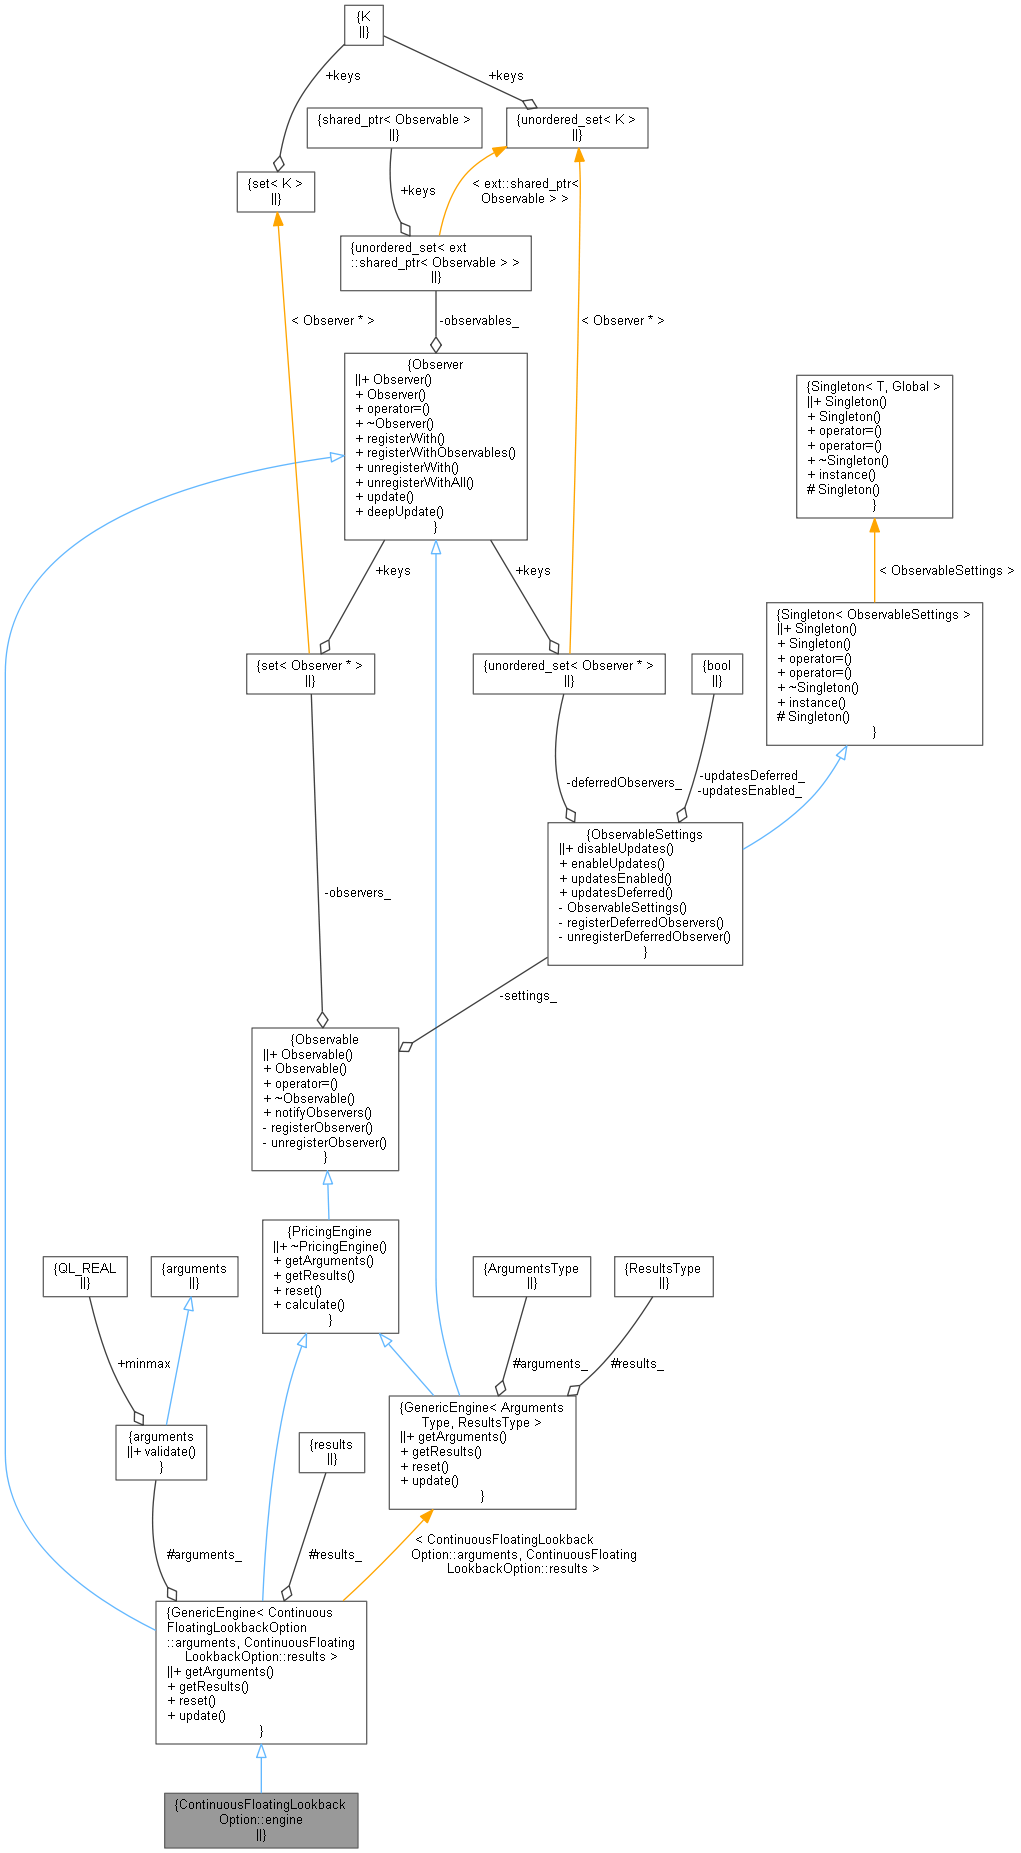 {K
||}
+keys
+keys
{shared_ptr< Observable >
||}
{unordered_set< K >
||}
{set< K >
||}
+keys
< ext::shared_ptr<
Observable > >
{unordered_set< ext
::shared_ptr< Observable > >
||}
< Observer * >
-observables_
< Observer * >
{Observer
||+ Observer()
+ Observer()
+ operator=()
+ ~Observer()
+ registerWith()
+ registerWithObservables()
+ unregisterWith()
+ unregisterWithAll()
+ update()
+ deepUpdate()
}
{Singleton< T, Global >
||+ Singleton()
+ Singleton()
+ operator=()
+ operator=()
+ ~Singleton()
+ instance()
# Singleton()
}
+keys
+keys
< ObservableSettings >
{Singleton< ObservableSettings >
||+ Singleton()
+ Singleton()
+ operator=()
+ operator=()
+ ~Singleton()
+ instance()
# Singleton()
}
{set< Observer * >
||}
{unordered_set< Observer * >
||}
{bool
||}
-deferredObservers_
-updatesDeferred_
-updatesEnabled_
{ObservableSettings
||+ disableUpdates()
+ enableUpdates()
+ updatesEnabled()
+ updatesDeferred()
- ObservableSettings()
- registerDeferredObservers()
- unregisterDeferredObserver()
}
-observers_
-settings_
{Observable
||+ Observable()
+ Observable()
+ operator=()
+ ~Observable()
+ notifyObservers()
- registerObserver()
- unregisterObserver()
}
{PricingEngine
||+ ~PricingEngine()
+ getArguments()
+ getResults()
+ reset()
+ calculate()
}
{QL_REAL
||}
{arguments
||}
{ArgumentsType
||}
{ResultsType
||}
+minmax
#arguments_
#results_
{arguments
||+ validate()
}
{results
||}
{GenericEngine< Arguments
Type, ResultsType >
||+ getArguments()
+ getResults()
+ reset()
+ update()
}
#arguments_
#results_
< ContinuousFloatingLookback
Option::arguments, ContinuousFloating
LookbackOption::results >
{GenericEngine< Continuous
FloatingLookbackOption
::arguments, ContinuousFloating
LookbackOption::results >
||+ getArguments()
+ getResults()
+ reset()
+ update()
}
{ContinuousFloatingLookback
Option::engine
||}